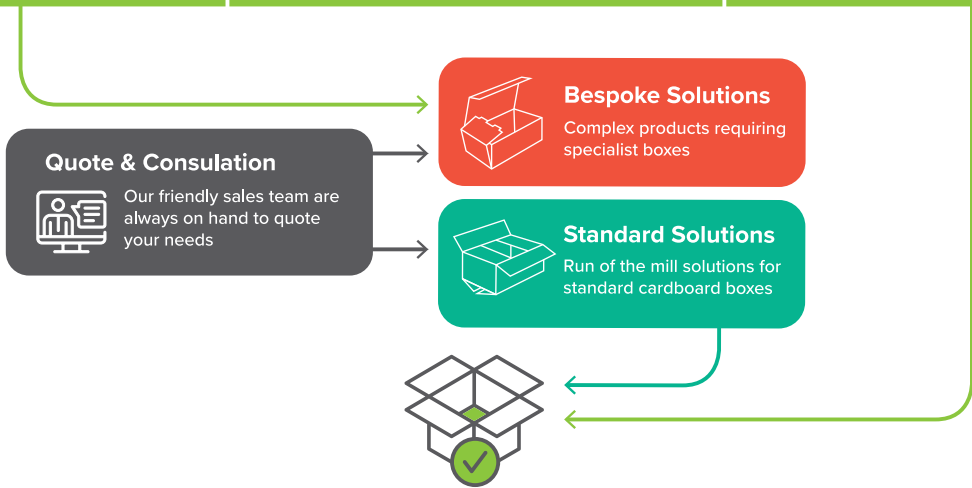 Bespoke Solutions
Complex products requiring
specialist boxes
Quote & Consulation
Our friendly sales team are
always on hand to quote
your needs
Standard Solutions
Run of the mill solutions for
standard cardboard boxes